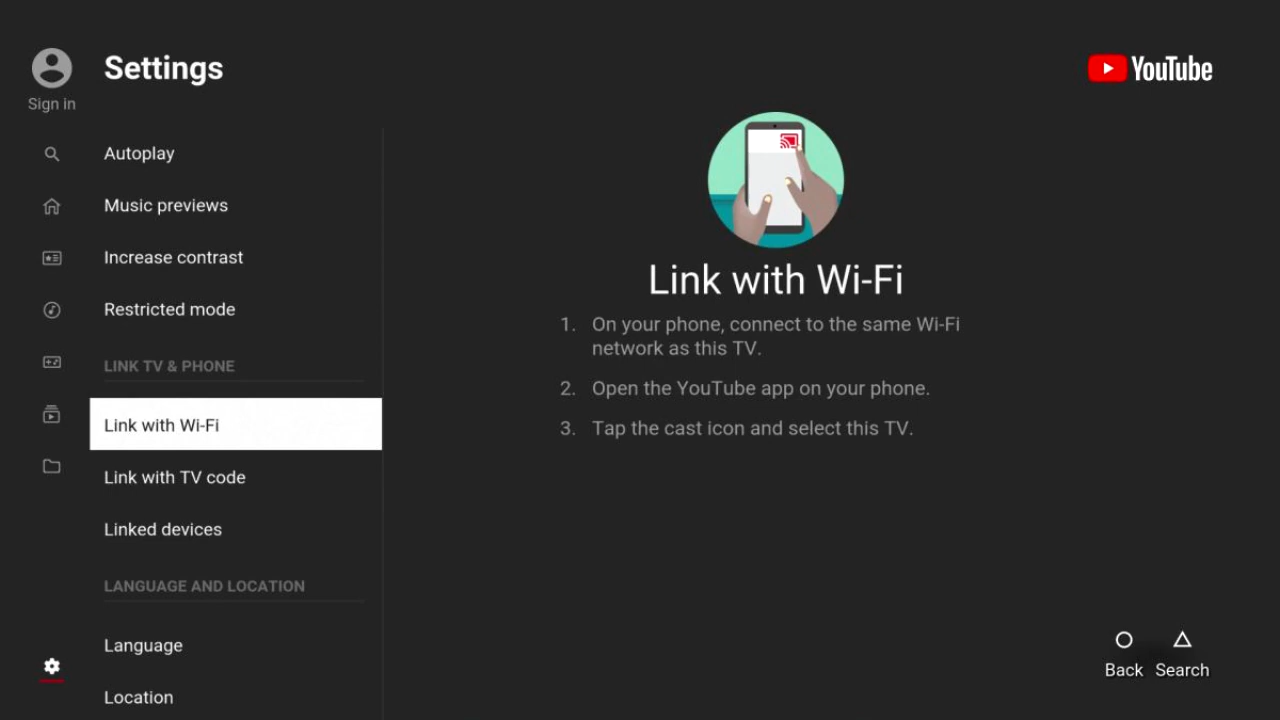 Settings
YouTube
Sign in
Autoplay
Music previews
Increase contrast
Restricted mode
LINK TV & PHONE
Link with Wi-Fi
Link with TV code
Linked devices
LANGUAGE AND LOCATION
Language
Location
Link with Wi-Fi
1. On your phone, connect to the same Wi-Fi
network as this TV.
2. Open the YouTube app on your phone.
3. Tap the cast icon and select this TV.
Back Search